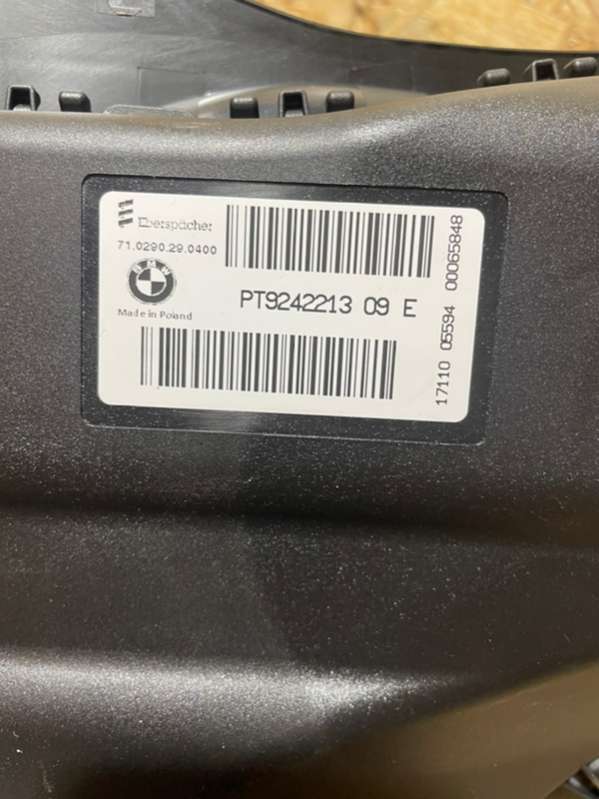 Eberspächer
71.0290.29.0400
BMW
PT9242213 09 E
Made in Poland
17110 05594 00065848